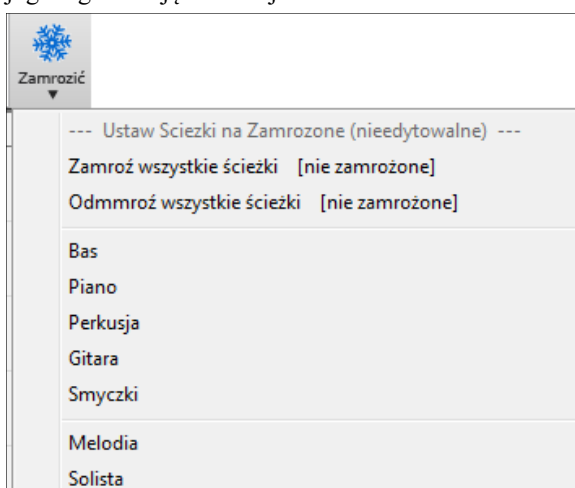 Zamrozić
--- Ustaw Sciezki na Zamrozone (nieedytowalne) ---
Zamroź wszystkie ścieżki [nie zamrożone]
Odmmroź wszystkie ścieżki [nie zamrożone]
Bas
Piano
Perkusja
Gitara
Smyczki
Melodia
Solista